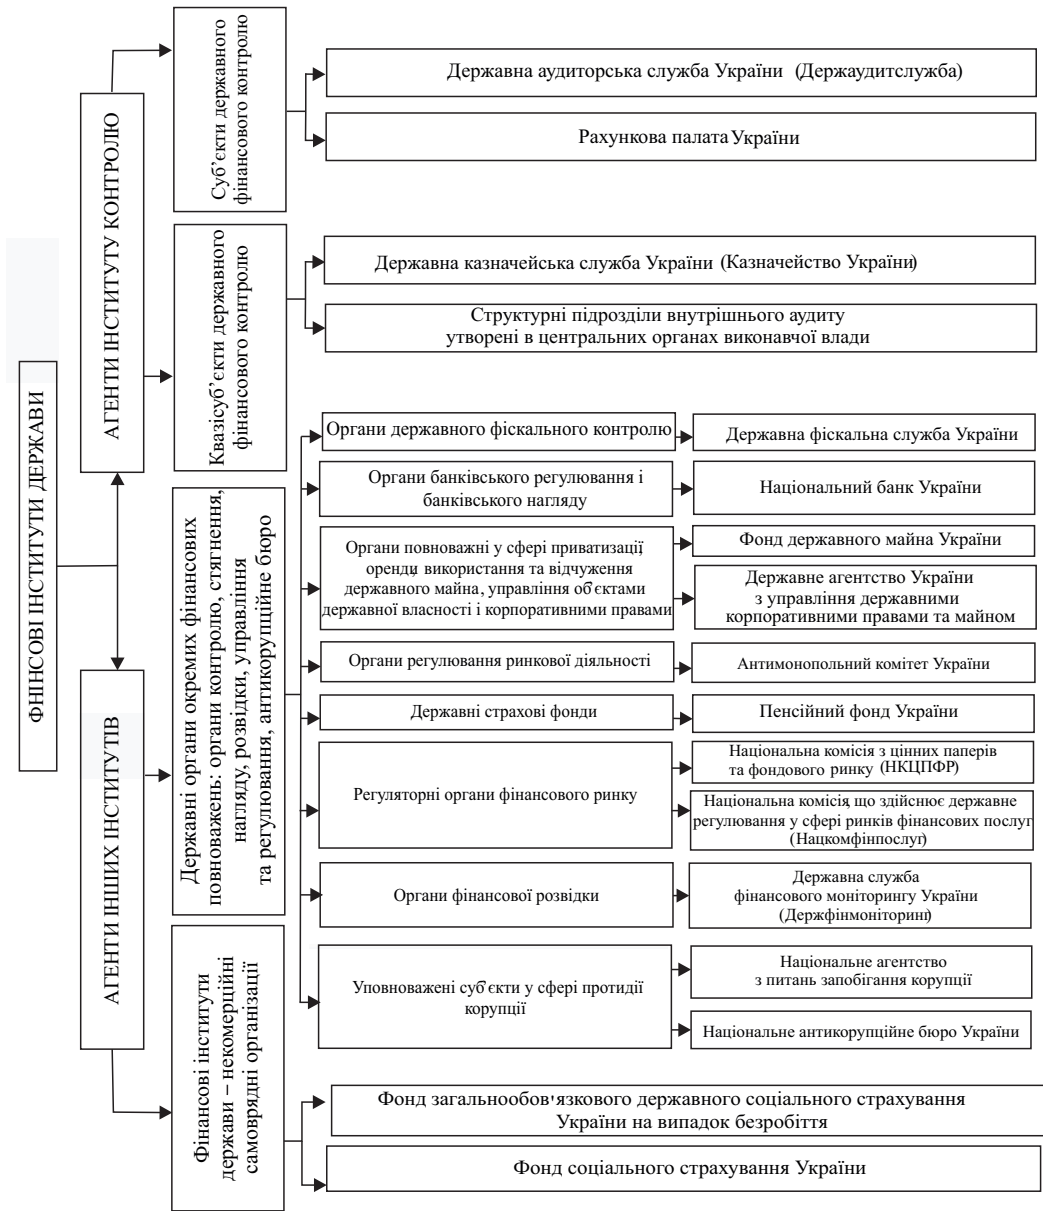 ФНІНСОВІ ІНСТИТУТИ ДЕРЖАВИ
АГЕНТИ ІНСТИТУТУ КОНТРОЛЮ
Суб’єкти державного
фінансового контролю
Державна аудиторська служба України (Держаудитслужба)
Рахункова палата України
Квазісуб’єкти державного
фінансового контролю
Державна казначейська служба України (Казначейство України)
Структурні підрозділи внутрішнього аудиту
утворені в центральних органах виконавчої влади
АГЕНТИ ІНШИХ ІНСТИТУТІВ
Державні органи окремих фінансових
повноважень: органи контролю, стягнення,
нагляду, розвідки, управління
та регулювання, антикорупційне бюро
Органи державного фіскального контролю
Державна фіскальна служба України
Органи банківського регулювання і
банківського нагляду
Національний банк України
Органи повноважні у сфері приватизації,
оренди, використання та відчуження
державного майна, управління об'єктами
державної власності і корпоративними правами
Фонд державного майна України
Державне агентство України
з управління державними
корпоративними правами та майном
Органи регулювання ринкової діяльності
Антимонопольний комітет України
Державні страхові фонди
Пенсійний фонд України
Регуляторні органи фінансового ринку
Національна комісія з цінних паперів
та фондового ринку (НКЦПФР)
Національна комісія, що здійснює державне
регулювання у сфері ринків фінансових послуг
(Нацкомфінпослуг)
Органи фінансової розвідки
Державна служба
фінансового моніторингу України
(Держфінмоніторинг)
Уповноважені суб'єкти у сфері протидії
корупції
Національне агентство
з питань запобігання корупції
Національне антикорупційне бюро України
Фінансові інститути
держави – некомерційні
самоврядні організації
Фонд загальнообов'язкового державного соціального страхування
України на випадок безробіття
Фонд соціального страхування України